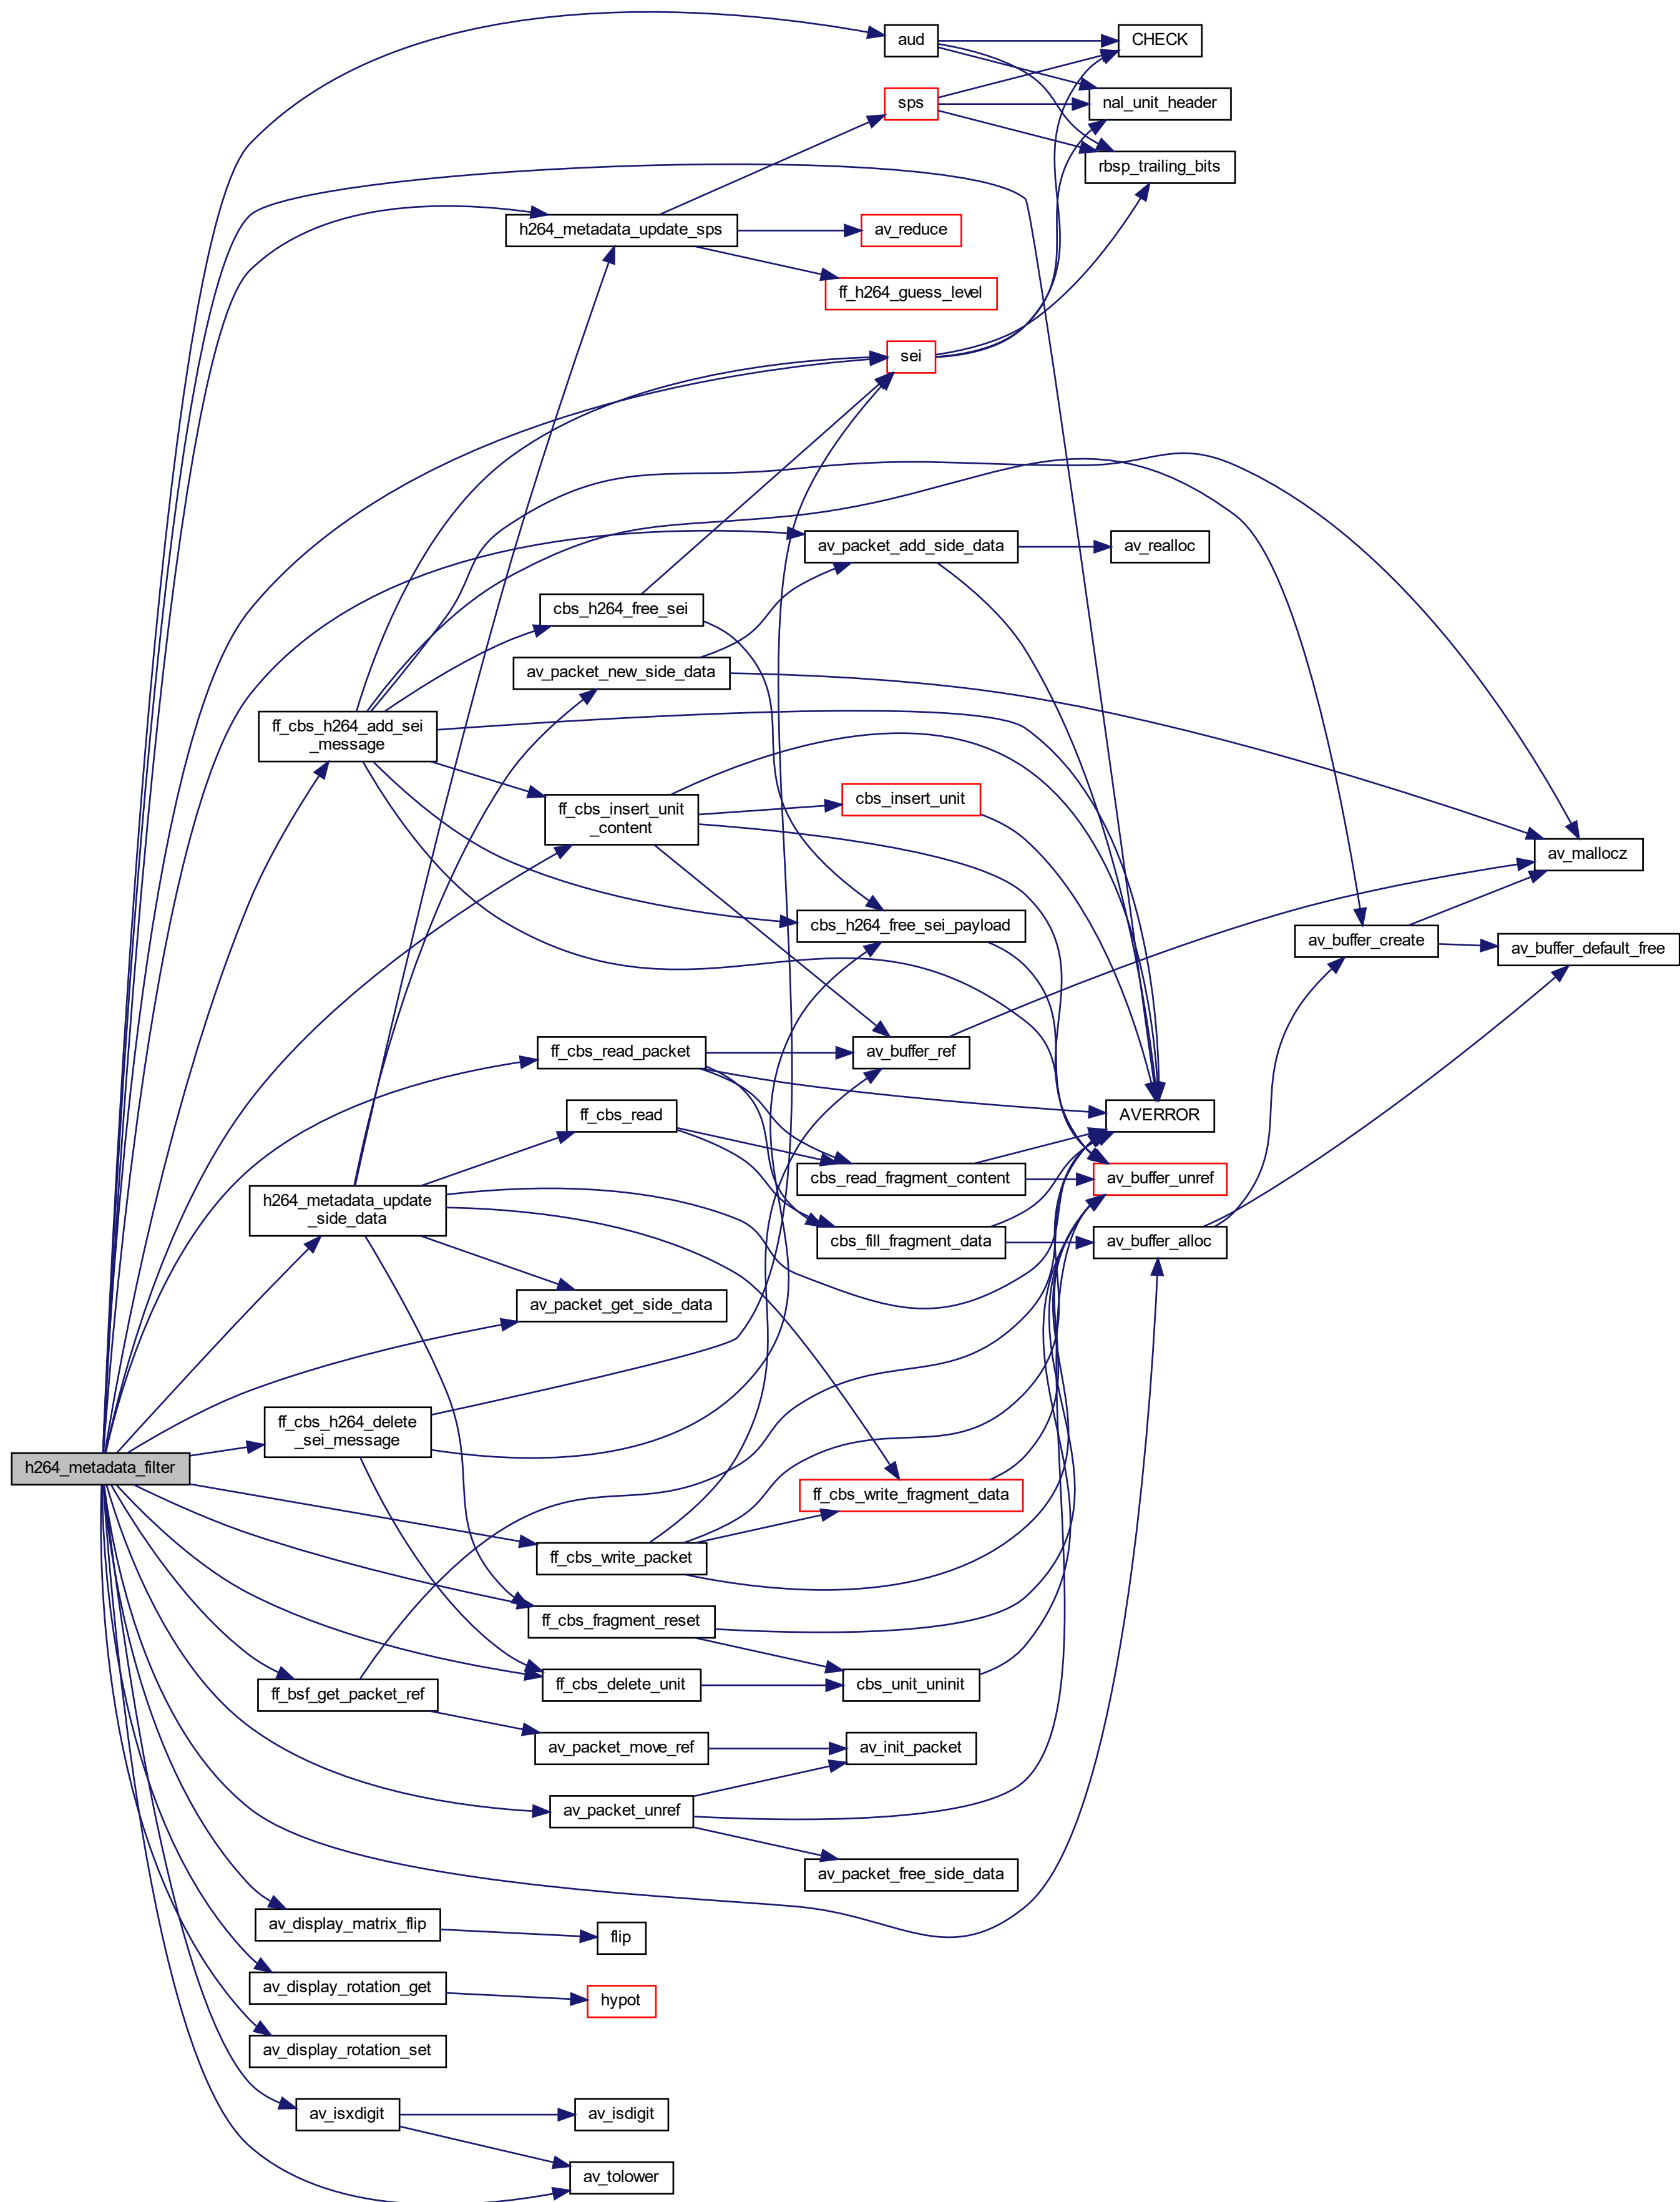 aud
CHECK
sps
nal_unit_header
rbsp_trailing_bits
h264_metadata_update_sps
av_reduce
ff_h264_guess_level
sei
av_packet_add_side_data
av_realloc
cbs_h264_free_sei
av_packet_new_side_data
ff_cbs_h264_add_sei
_message
cbs_insert_unit
ff_cbs_insert_unit
_content
av_mallocz
cbs_h264_free_sei_payload
av_buffer_create
av_buffer_default_free
ff_cbs_read_packet
av_buffer_ref
ff_cbs_read
AVERROR
cbs_read_fragment_content
av_buffer_unref
h264_metadata_update
_side_data
cbs_fill_fragment_data
av_buffer_alloc
av_packet_get_side_data
ff_cbs_h264_delete
_sei_message
h264_metadata_filter
ff_cbs_write_fragment_data
ff_cbs_write_packet
ff_cbs_fragment_reset
ff_bsf_get_packet_ref
ff_cbs_delete_unit
cbs_unit_uninit
av_packet_move_ref
av_init_packet
av_packet_unref
av_packet_free_side_data
av_display_matrix_flip
flip
av_display_rotation_get
hypot
av_display_rotation_set
av_isxdigit
av_isdigit
av_tolower